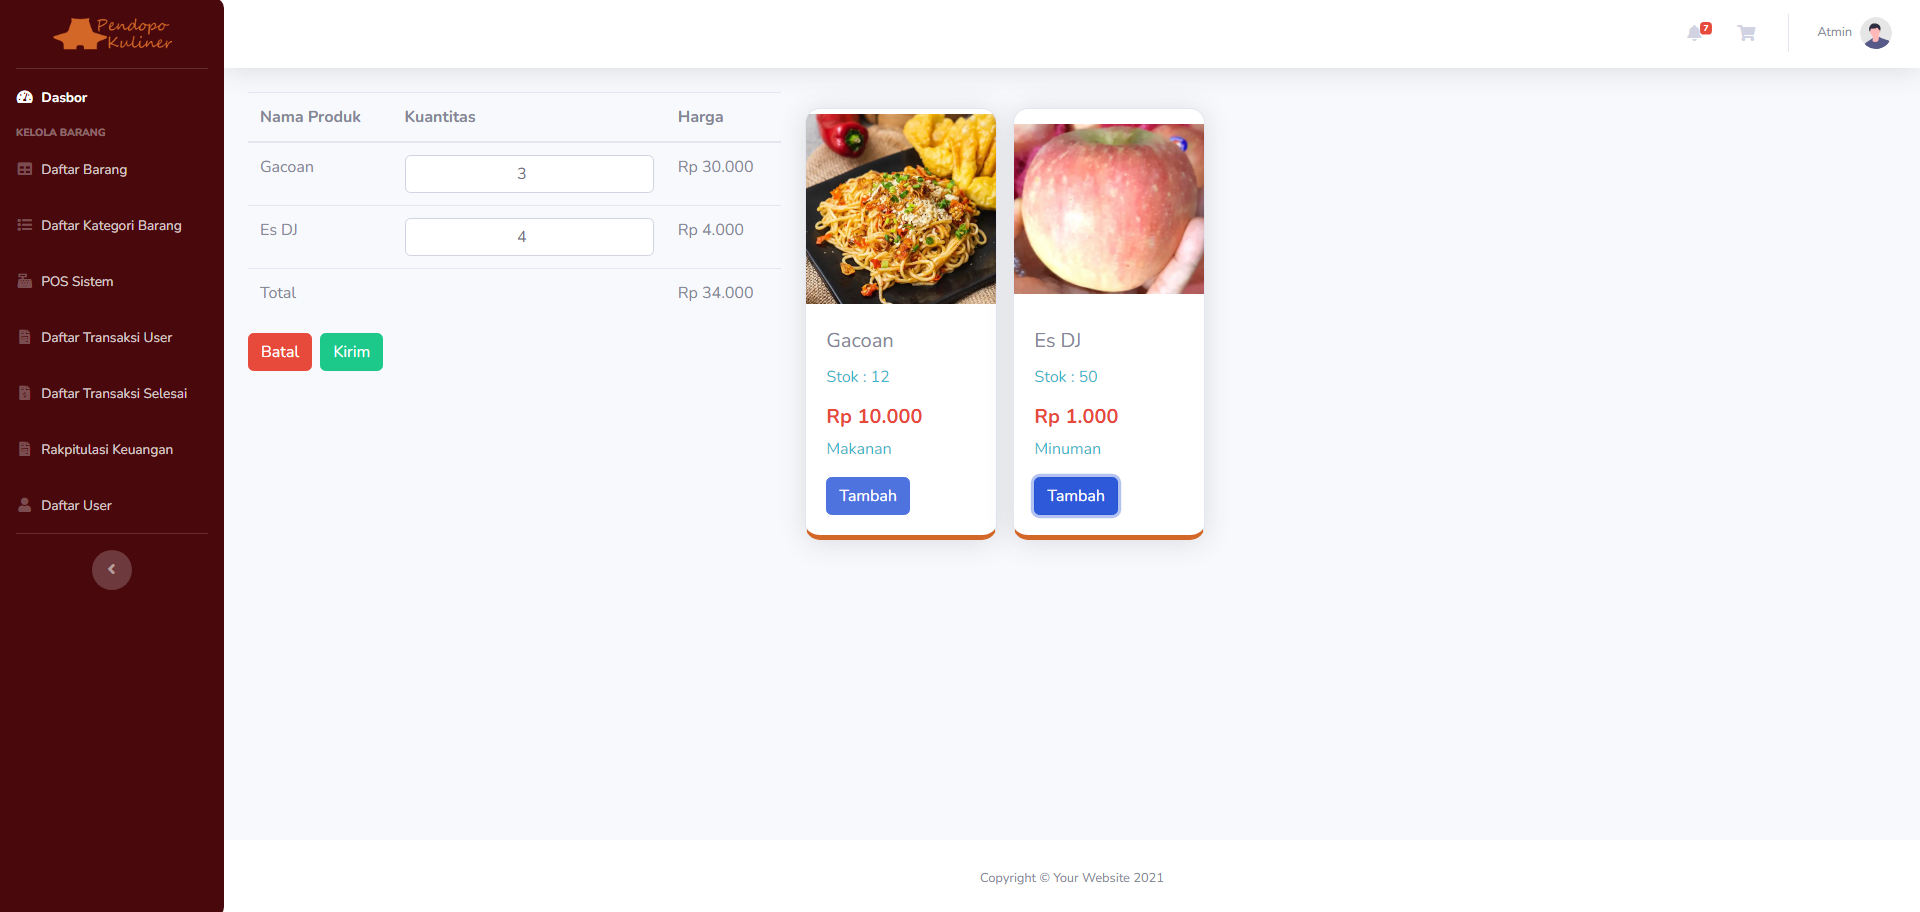 Pendopo
Kuliner
Dasbor
KELOLA BARANG
Daftar Barang
Daftar Kategori Barang
POS Sistem
Daftar Transaksi User
Daftar Transaksi Selesai
Rakpitulasi Keuangan
Daftar User
7
Atmin
Nama Produk Kuantitas Harga
Gacoan 3 Rp 30.000
Es DJ 4 Rp 4.000
Total Rp 34.000
Batal Kirim
Gacoan
Stok : 12
Rp 10.000
Makanan
Tambah
Es DJ
Stok : 50
Rp 1.000
Minuman
Tambah
Copyright © Your Website 2021